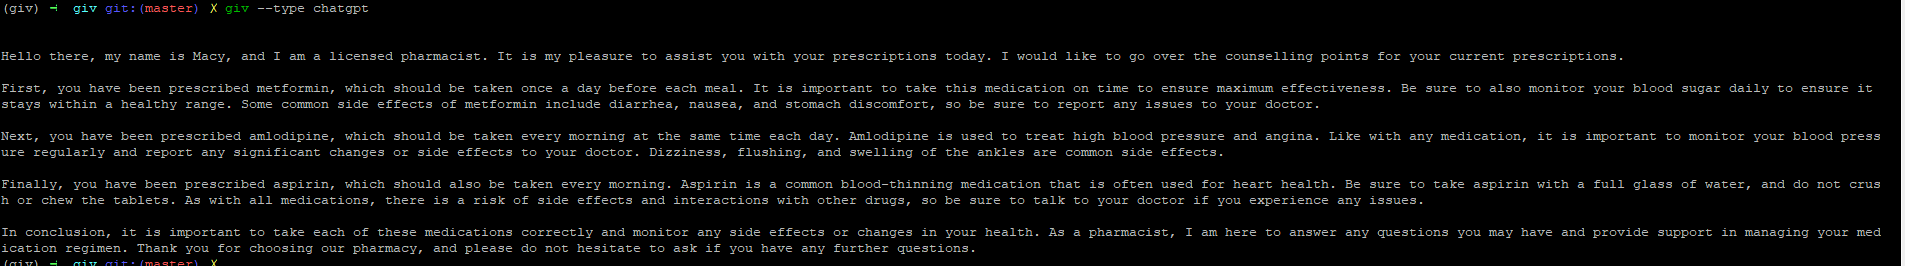 (giv) ➜  giv git:(master) ✗ giv --type chatgpt
Hello there, my name is Macy, and I am a licensed pharmacist. It is my pleasure to assist you with your prescriptions today. I would like to go over the counselling points for your current prescriptions.
First, you have been prescribed metformin, which should be taken once a day before each meal. It is important to take this medication on time to ensure maximum effectiveness. Be sure to also monitor your blood sugar daily to ensure it
stays within a healthy range. Some common side effects of metformin include diarrhea, nausea, and stomach discomfort, so be sure to report any issues to your doctor.
Next, you have been prescribed amlodipine, which should be taken every morning at the same time each day. Amlodipine is used to treat high blood pressure and angina. Like with any medication, it is important to monitor your blood press
ure regularly and report any significant changes or side effects to your doctor. Dizziness, flushing, and swelling of the ankles are common side effects.
Finally, you have been prescribed aspirin, which should also be taken every morning. Aspirin is a common blood-thinning medication that is often used for heart health. Be sure to take aspirin with a full glass of water, and do not crus
h or chew the tablets. As with all medications, there is a risk of side effects and interactions with other drugs, so be sure to talk to your doctor if you experience any issues.
In conclusion, it is important to take each of these medications correctly and monitor any side effects or changes in your health. As a pharmacist, I am here to answer any questions you may have and provide support in managing your med
ication regimen. Thank you for choosing our pharmacy, and please do not hesitate to ask if you have any further questions.
(giv) ➜  giv git:(master) ✗